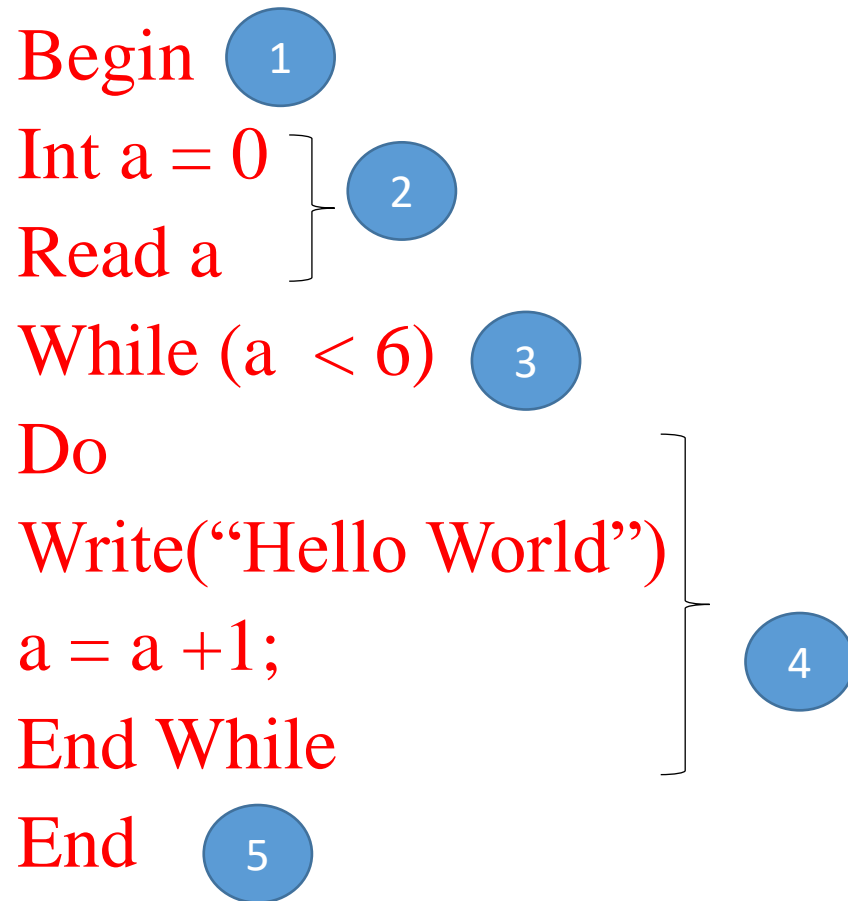 Begin 1
Int a = 0
2
Read a
While (a < 6) 3
Do
Write(“Hello World”)
a = a +1;
4
End While
End 5